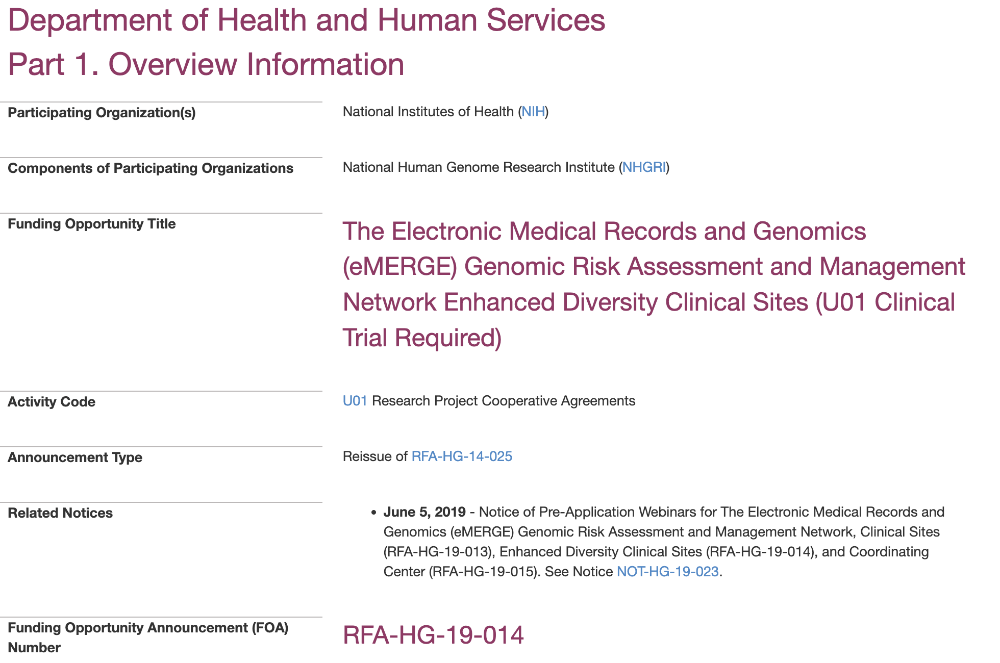 Department of Health and Human Services
Part 1. Overview Information
Participating Organization(s)
National Institutes of Health (NIH)
Components of Participating Organizations
National Human Genome Research Institute (NHGRI)
Funding Opportunity Title
The Electronic Medical Records and Genomics
(eMERGE) Genomic Risk Assessment and Management
Network Enhanced Diversity Clinical Sites (U01 Clinical
Trial Required)
Activity Code
U01 Research Project Cooperative Agreements
Announcement Type
Reissue of RFA-HG-14-025
Related Notices
• June 5, 2019 - Notice of Pre-Application Webinars for The Electronic Medical Records and
Genomics (eMERGE) Genomic Risk Assessment and Management Network, Clinical Sites
(RFA-HG-19-013), Enhanced Diversity Clinical Sites (RFA-HG-19-014), and Coordinating
Center (RFA-HG-19-015). See Notice NOT-HG-19-023.
Funding Opportunity Announcement (FOA)
Number
RFA-HG-19-014